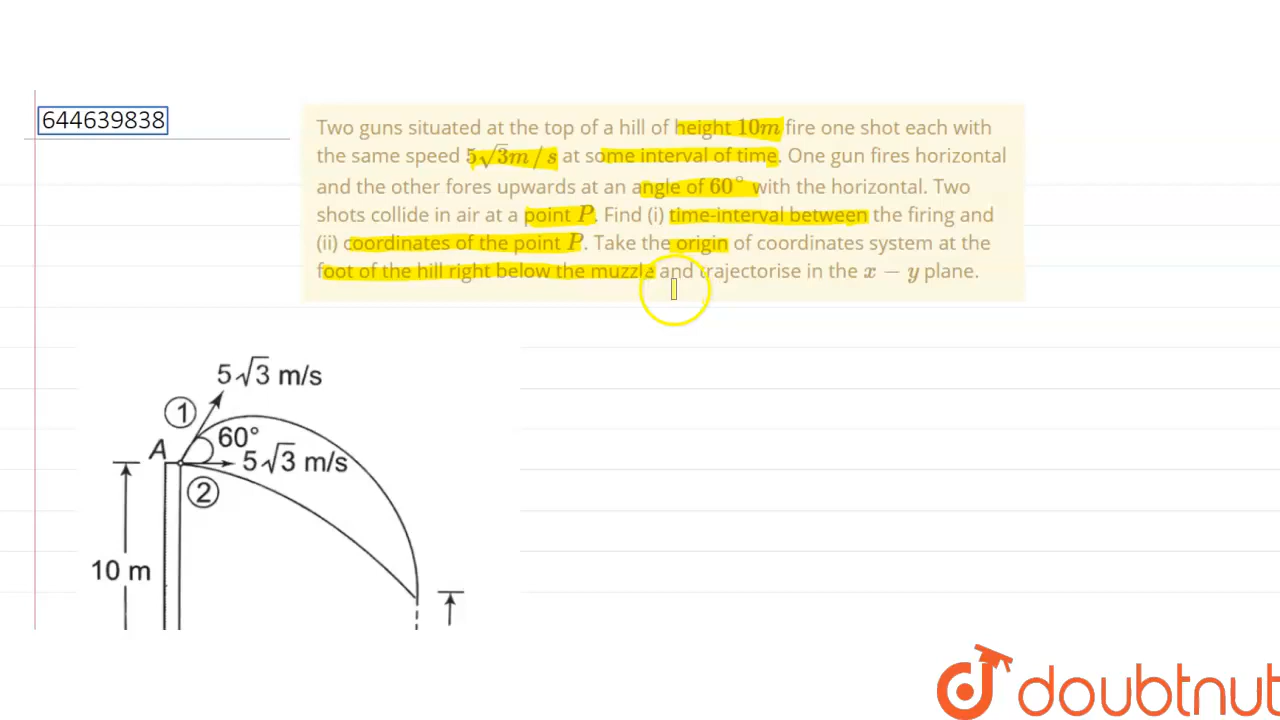 644639838
Two guns situated at the top of a hill of height 10m fire one shot each with
the same speed 5√3m/s at some interval of time. One gun fires horizontal
and the other fores upwards at an angle of 60° with the horizontal. Two
shots collide in air at a point P. Find (i) time-interval between the firing and
(ii) coordinates of the point P. Take the origin of coordinates system at the
foot of the hill right below the muzzle and trajectorise in the x − y plane.
5√3 m/s
1
60°
A
5√3 m/s
2
10 m
doubtnut